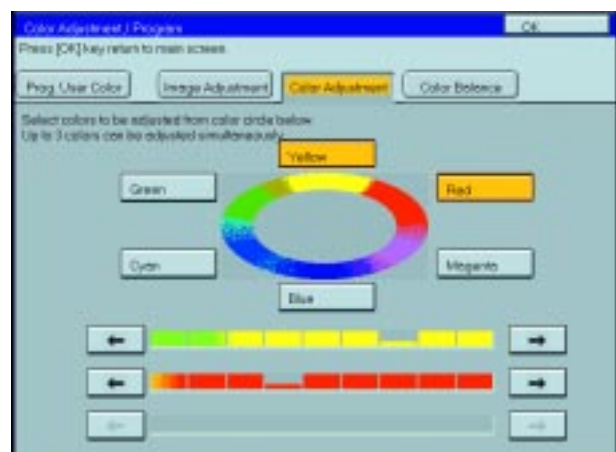 Color Adjustment / Program
OK
Press [OK] key return to main screen.
Prog. User Color
Image Adjustment
Color Adjustment
Color Balance
Select colors to be adjusted from color circle below.
Up to 3 colors can be adjusted simultaneously.
Yellow
Green
Red
Cyan
Magenta
Blue